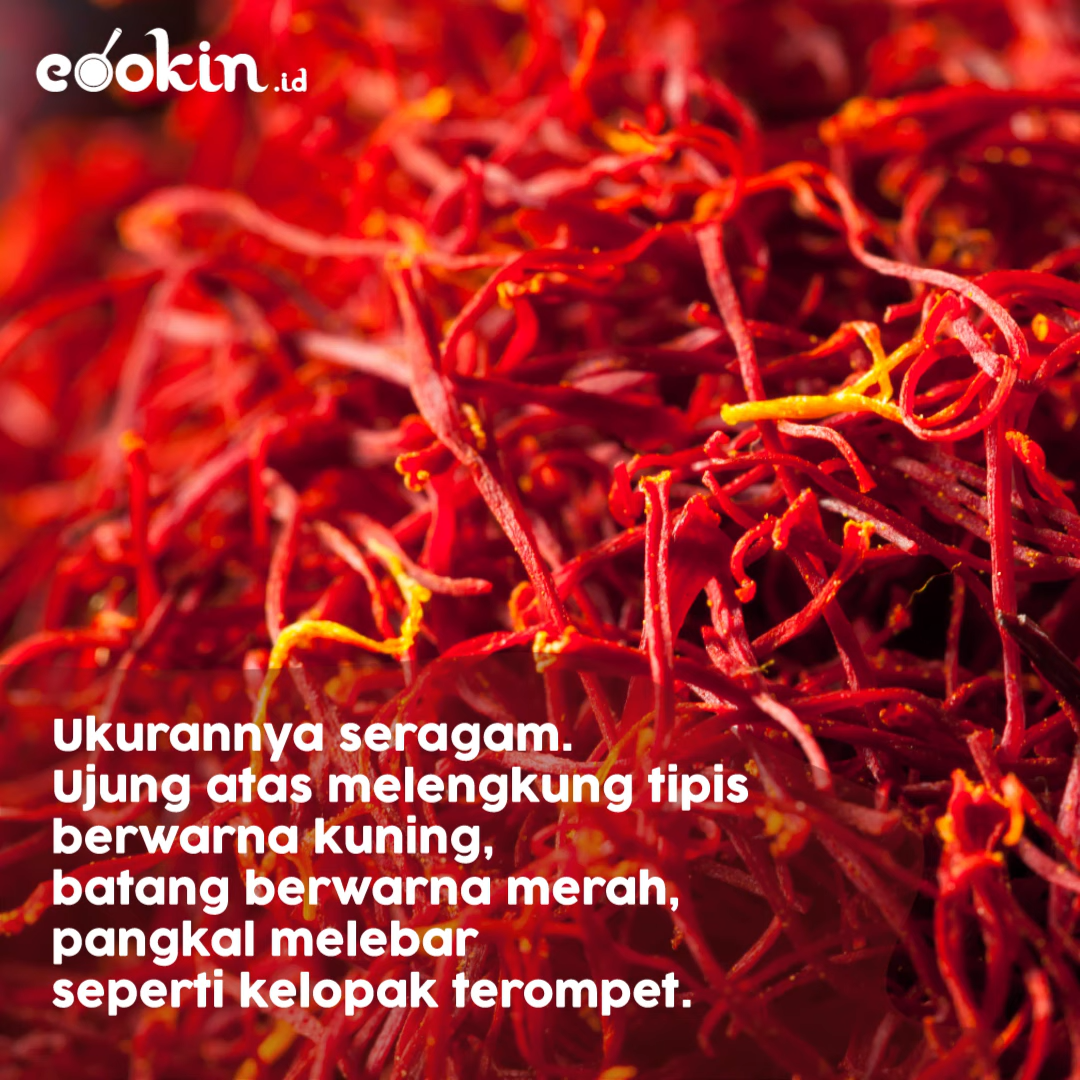 cookin.id
Ukurannya seragam.
Ujung atas melengkung tipis
berwarna kuning,
batang berwarna merah,
pangkal melebar
seperti kelopak terompet.